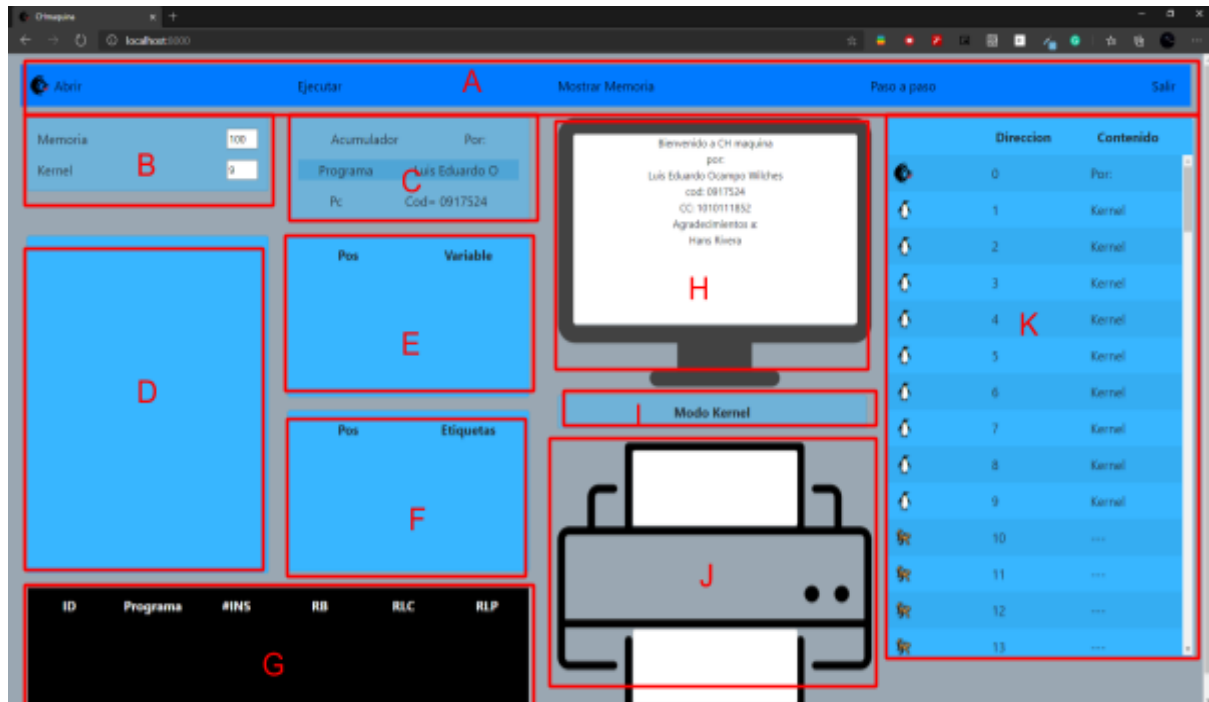 CHmaquina
localhost:8000
Abrir Ejecutar A Mostrar Memoria Paso a paso Salir
Memoria 100
Kernel 9
B
Acumulador Por:
Programa Luis Eduardo O
C
Pc Cod= 0917524
D
Pos Variable
E
Pos Etiquetas
F
ID Programa #INS RB RLC RLP
G
Bienvenido a CH maquina
por:
Luis Eduardo Ocampo Wilches
cod: 0917524
CC: 1010111852
Agradecimientos a:
Hans Rivera
H
I
Modo Kernel
J
Direccion Contenido
0 Por:
1 Kernel
2 Kernel
3 Kernel
4 Kernel
K
5 Kernel
6 Kernel
7 Kernel
8 Kernel
9 Kernel
10 ---
11 ---
12 ---
13 ---